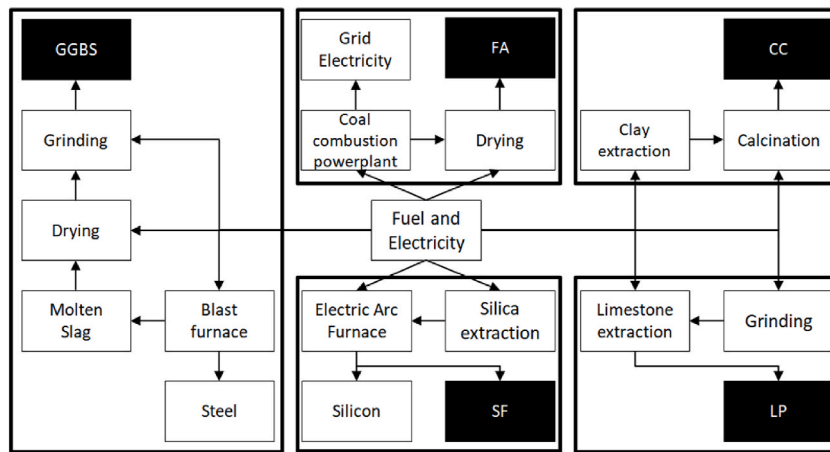 GGBS
Grinding
Drying
Molten
Slag
Blast
furnace
Steel
Grid
Electricity
FA
Coal
combustion
powerplant
Drying
Fuel and
Electricity
Electric Arc
Furnace
Silica
extraction
Silicon
SF
CC
Clay
extraction
Calcination
Limestone
extraction
Grinding
LP